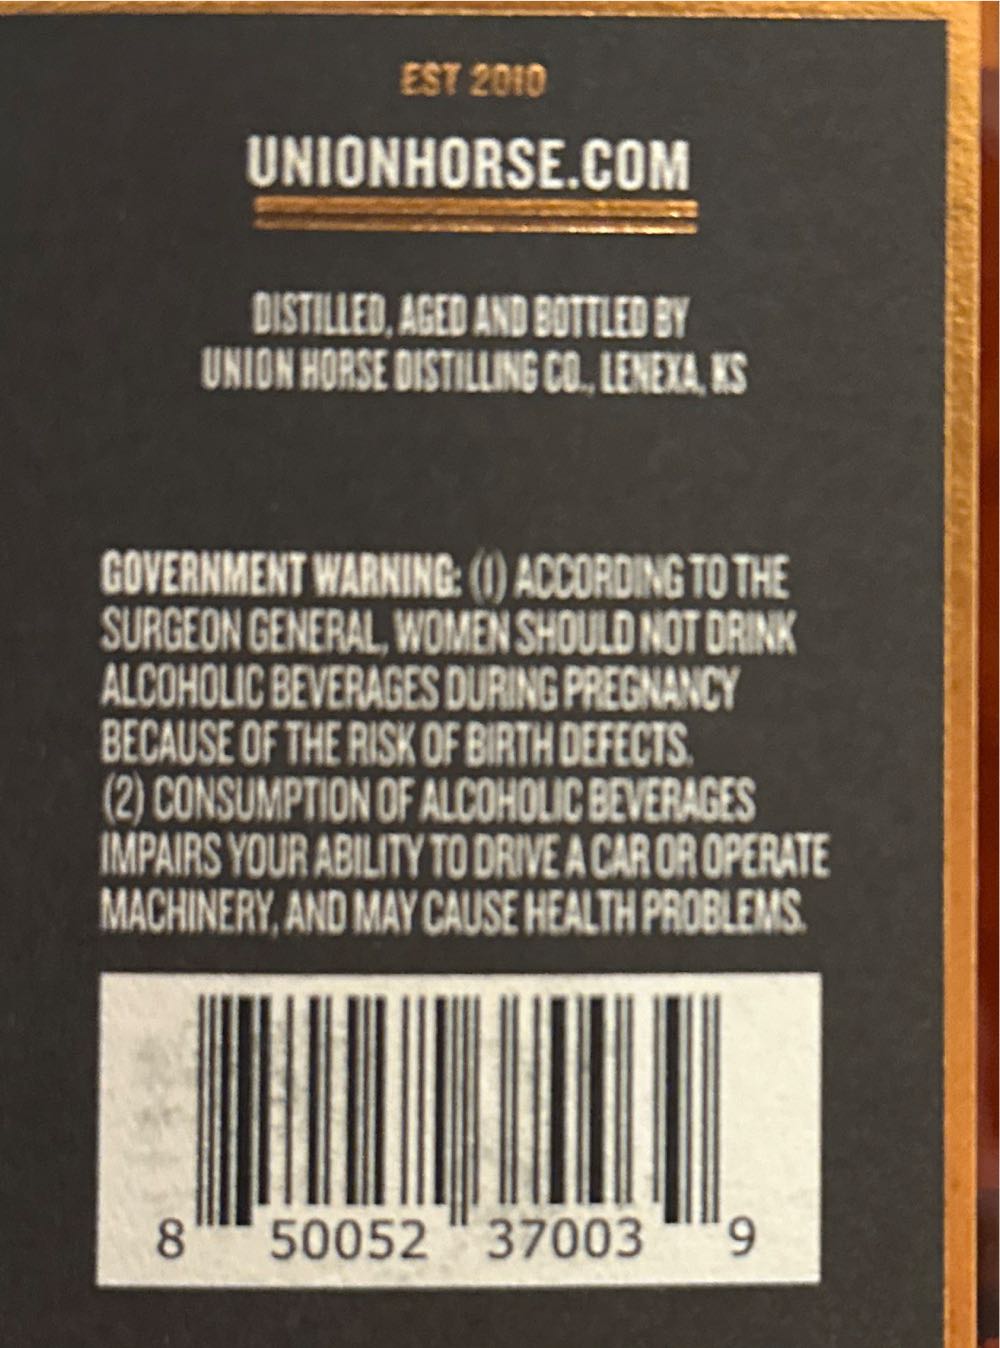 EST 2010
UNIONHORSE.COM
DISTILLED, AGED AND BOTTLED BY
UNION HORSE DISTILLING CO., LENEXA, KS
GOVERNMENT WARNING: (1) ACCORDING TO THE
SURGEON GENERAL, WOMEN SHOULD NOT DRINK
ALCOHOLIC BEVERAGES DURING PREGNANCY
BECAUSE OF THE RISK OF BIRTH DEFECTS.
(2) CONSUMPTION OF ALCOHOLIC BEVERAGES
IMPAIRS YOUR ABILITY TO DRIVE A CAR OR OPERATE
MACHINERY, AND MAY CAUSE HEALTH PROBLEMS.
8 50052 37003 9